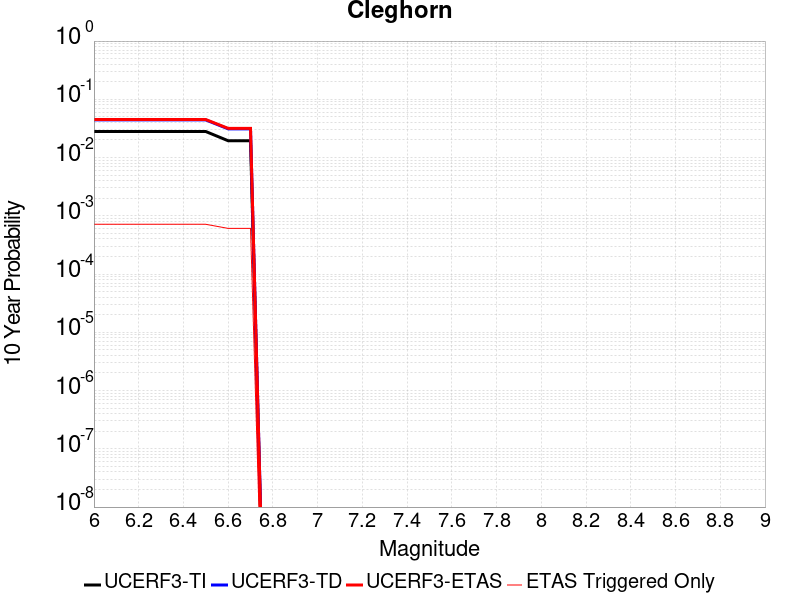 Cleghorn
10 0
10 -1
10 -2
10 -3
10 -4
10 -5
10 -6
10 -7
10 -8
10 Year Probability
6 6.2 6.4 6.6 6.8 7 7.2 7.4 7.6 7.8 8 8.2 8.4 8.6 8.8 9
Magnitude
UCERF3-TI UCERF3-TD UCERF3-ETAS ETAS Triggered Only